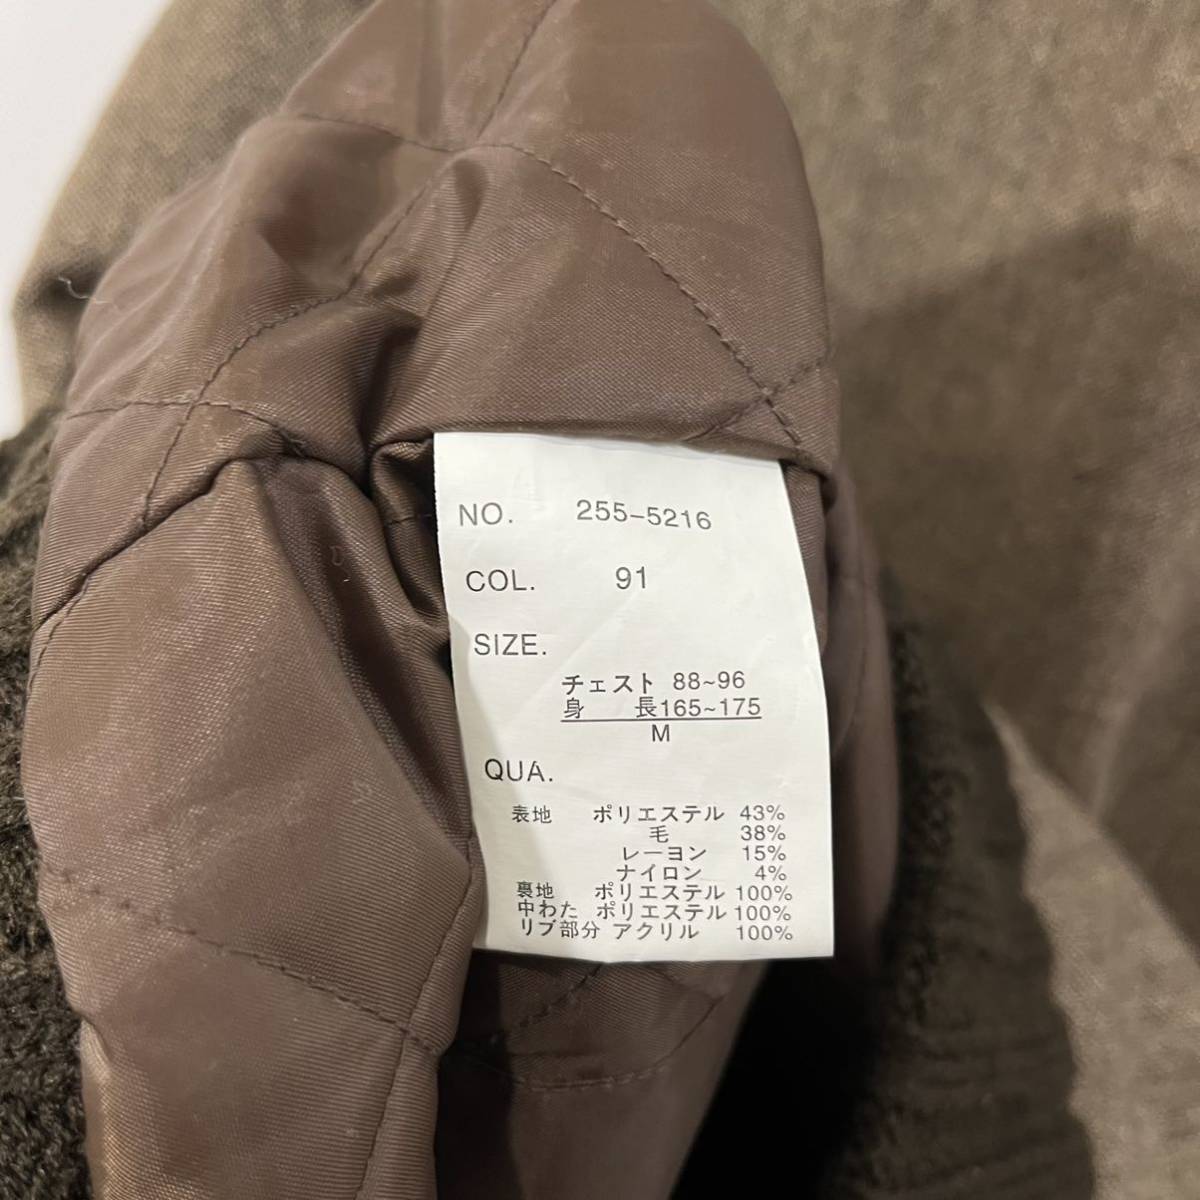 NO. 255-5216
COL. 91
SIZE.
チェスト 88~96
身 長165~175
M
QUA.
表地 ポリエステル 43%
毛 38%
レーヨン 15%
ナイロン 4%
裏地 ポリエステル 100%
中わた ポリエステル 100%
リブ部分 アクリル 100%